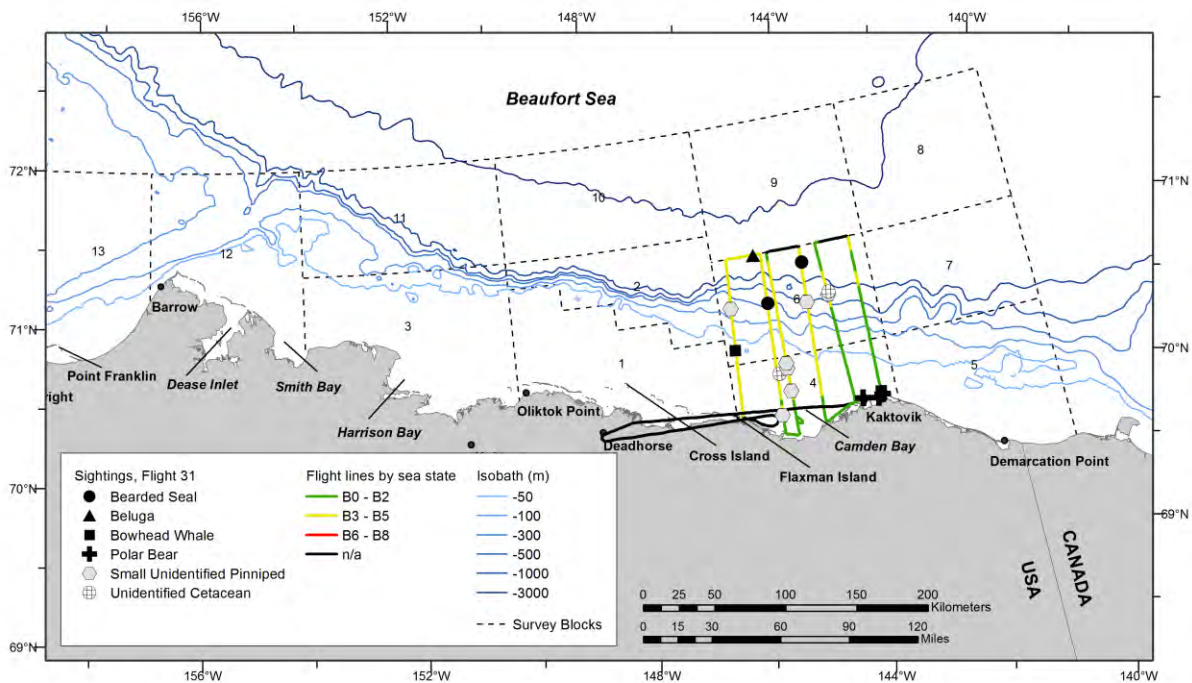 156°W 152°W 148°W 144°W 140°W
Beaufort Sea
72°N
71°N
71°N
70°N
70°N
69°N
69°N
8
9
10
11
13
12
7
2
6
3
1
4
5
Barrow
Point Franklin
Dease Inlet
Smith Bay
Harrison Bay
Oliktok Point
Deadhorse
Cross Island
Flaxman Island
Camden Bay
Kaktovik
Demarcation Point
USA
CANADA
Sightings, Flight 31
Bearded Seal
Beluga
Bowhead Whale
Polar Bear
Small Unidentified Pinniped
Unidentified Cetacean
Flight lines by sea state
B0 - B2
B3 - B5
B6 - B8
n/a
Isobath (m)
-50
-100
-300
-500
-1000
-3000
Survey Blocks
0 25 50 100 150 200
Kilometers
0 15 30 60 90 120
Miles
156°W 152°W 148°W 144°W 140°W